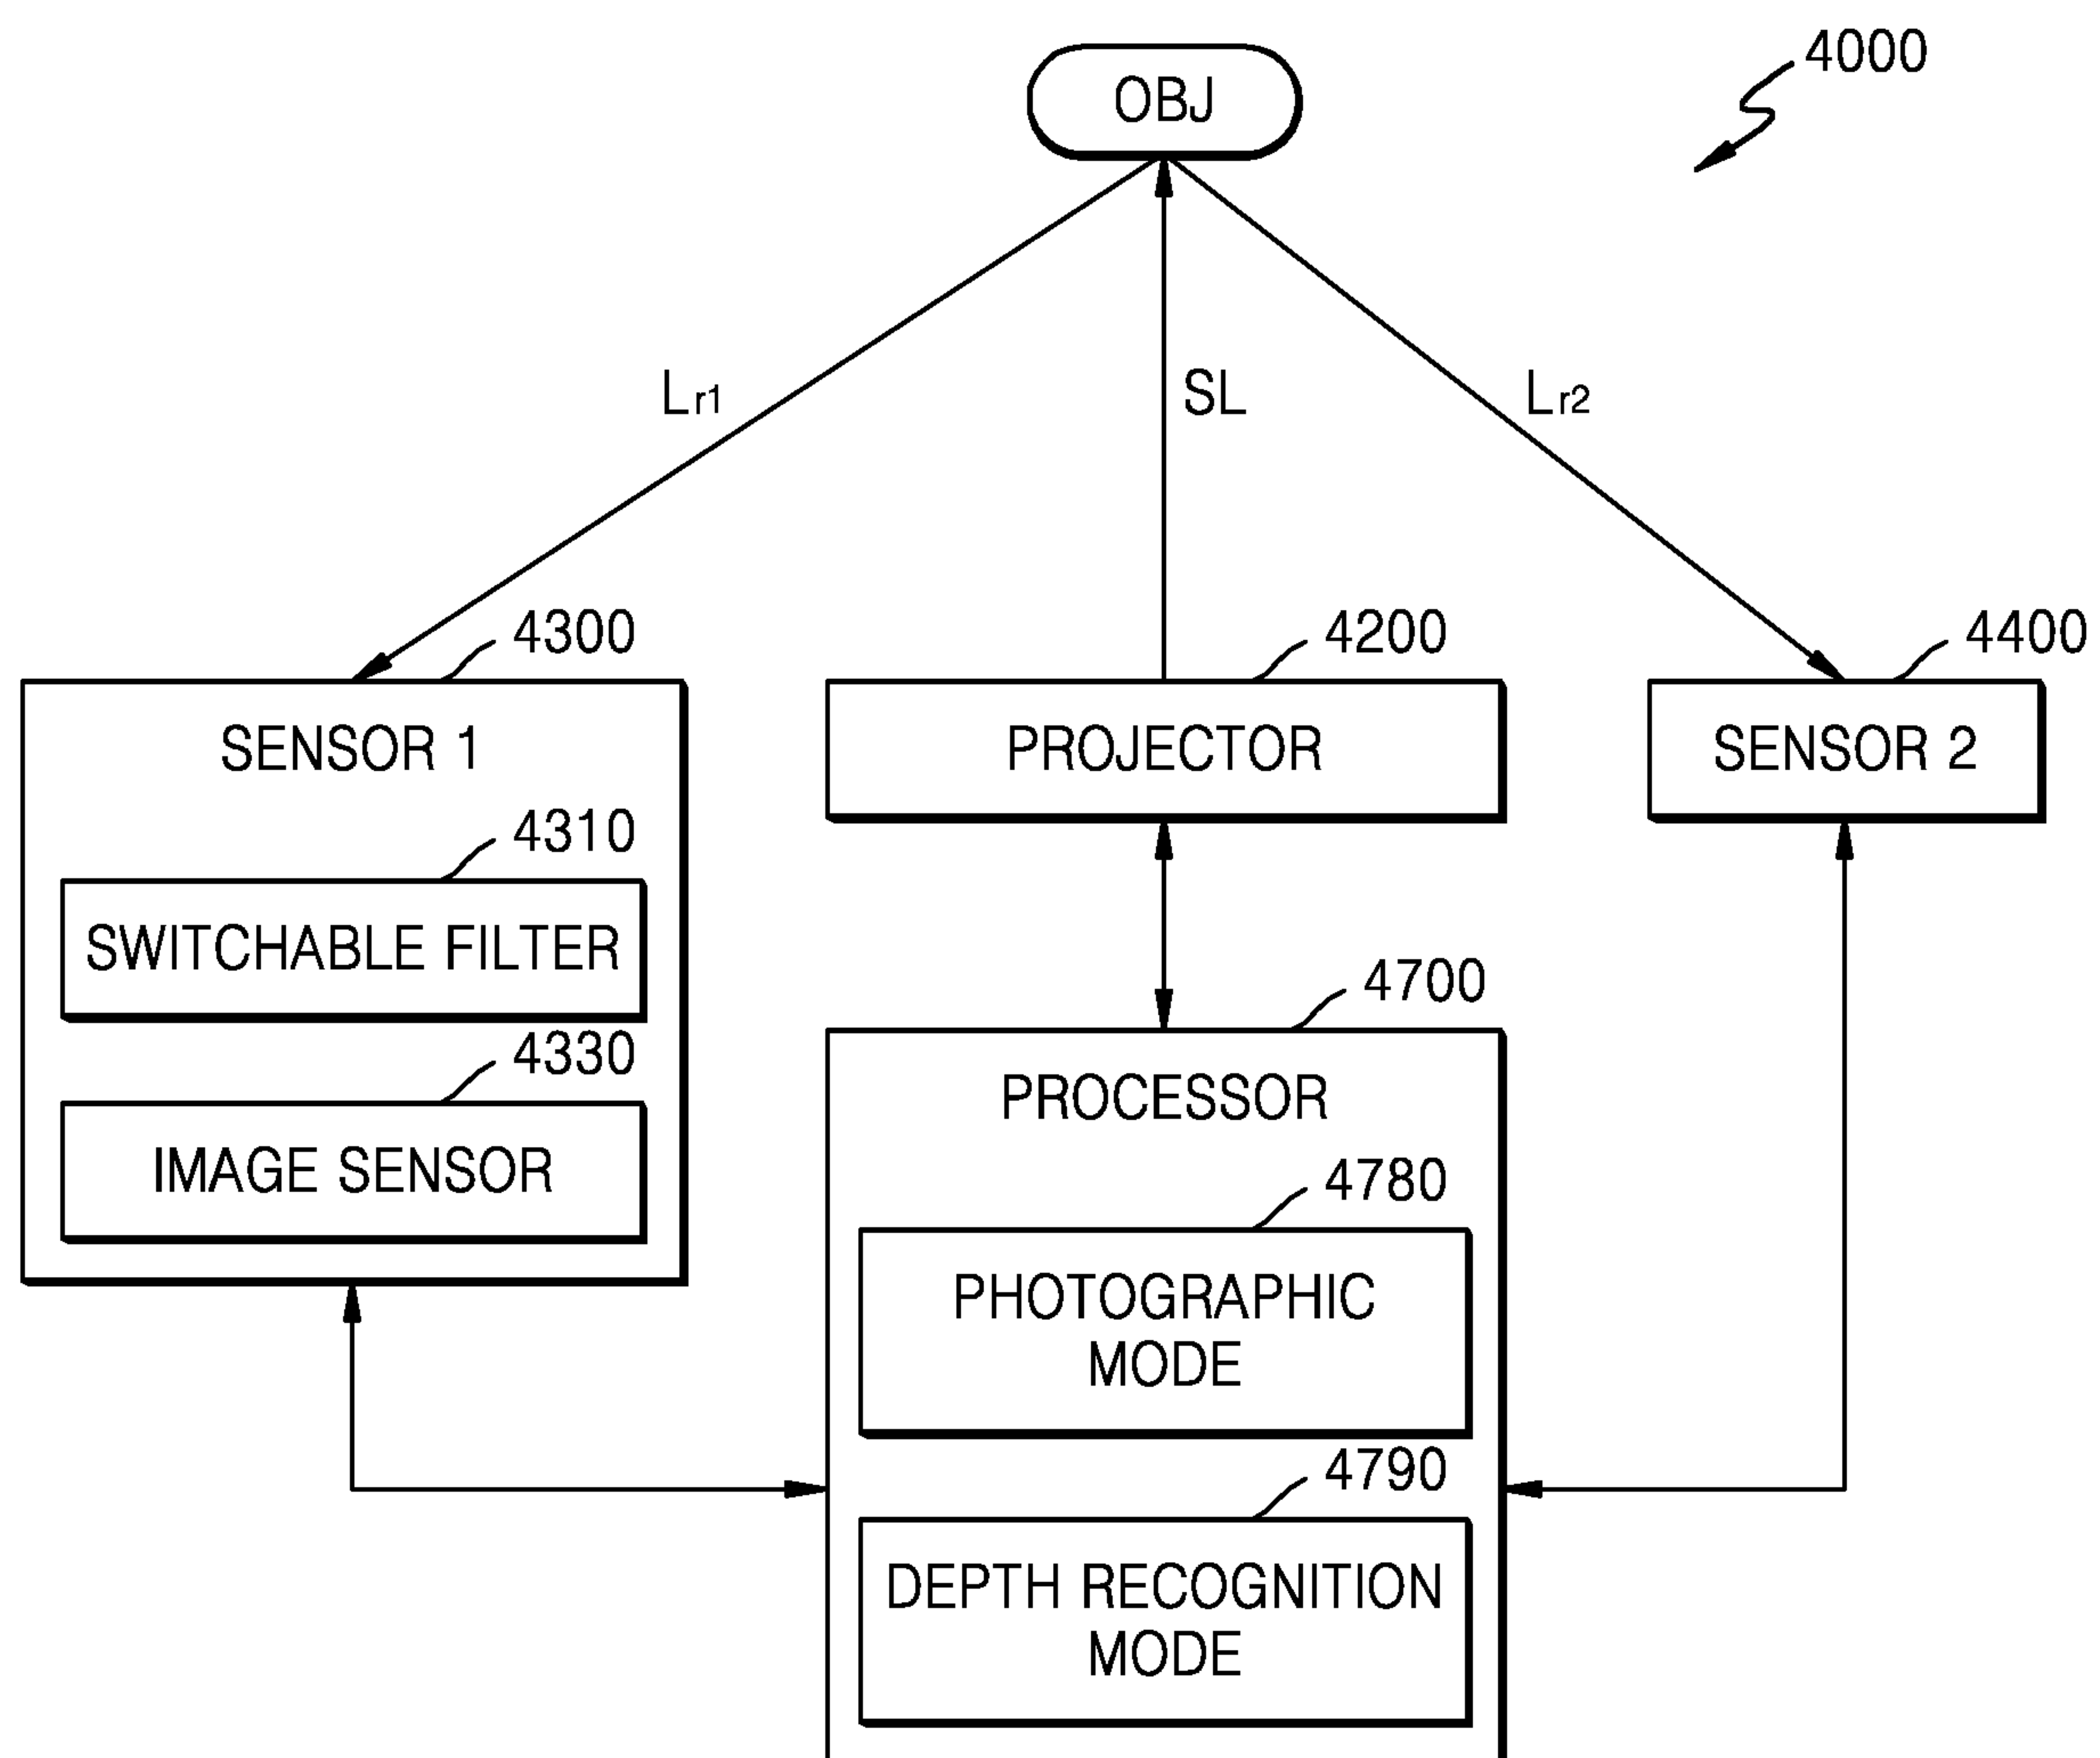 4000
OBJ
Lr1
SL
Lr2
4300
4200
4400
SENSOR 1
PROJECTOR
SENSOR 2
4310
SWITCHABLE FILTER
4700
4330
PROCESSOR
IMAGE SENSOR
4780
PHOTOGRAPHIC
MODE
4790
DEPTH RECOGNITION
MODE